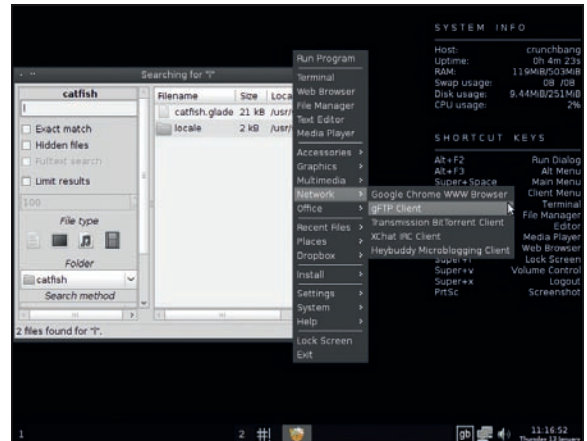 SYSTEM INFO
Host: crunchbang
Uptime: 0h 4m 23s
RAM: 119MiB/503MiB
Swap usage: 0B /0B
Disk usage: 9.44MiB/251MiB
CPU usage: 2%
SHORTCUT KEYS
Alt+F2 Run Dialog
Alt+F3 Alt Menu
Super+Space Main Menu
Client Menu
Terminal
File Manager
Editor
Media Player
Web Browser
Lock Screen
Super+v Volume Control
Super+x Logout
PrtSc Screenshot
Searching for "i"
catfish
i
Exact match
Hidden files
Fulltext search
Limit results
100
File type
Folder
catfish
Search method
Filename Size Loca
catfish.glade 21 kB /usr/
locale 2 kB /usr/
2 files found for "i".
Run Program
Terminal
Web Browser
File Manager
Text Editor
Media Player
Accessories
Graphics
Multimedia
Network
Office
Recent Files
Places
Dropbox
Install
Settings
System
Help
Lock Screen
Exit
Google Chrome WWW Browser
gFTP Client
Transmission BitTorrent Client
XChat IRC Client
Heybuddy Microblogging Client
1
2
gb
11:16:52
Thursday 13 January